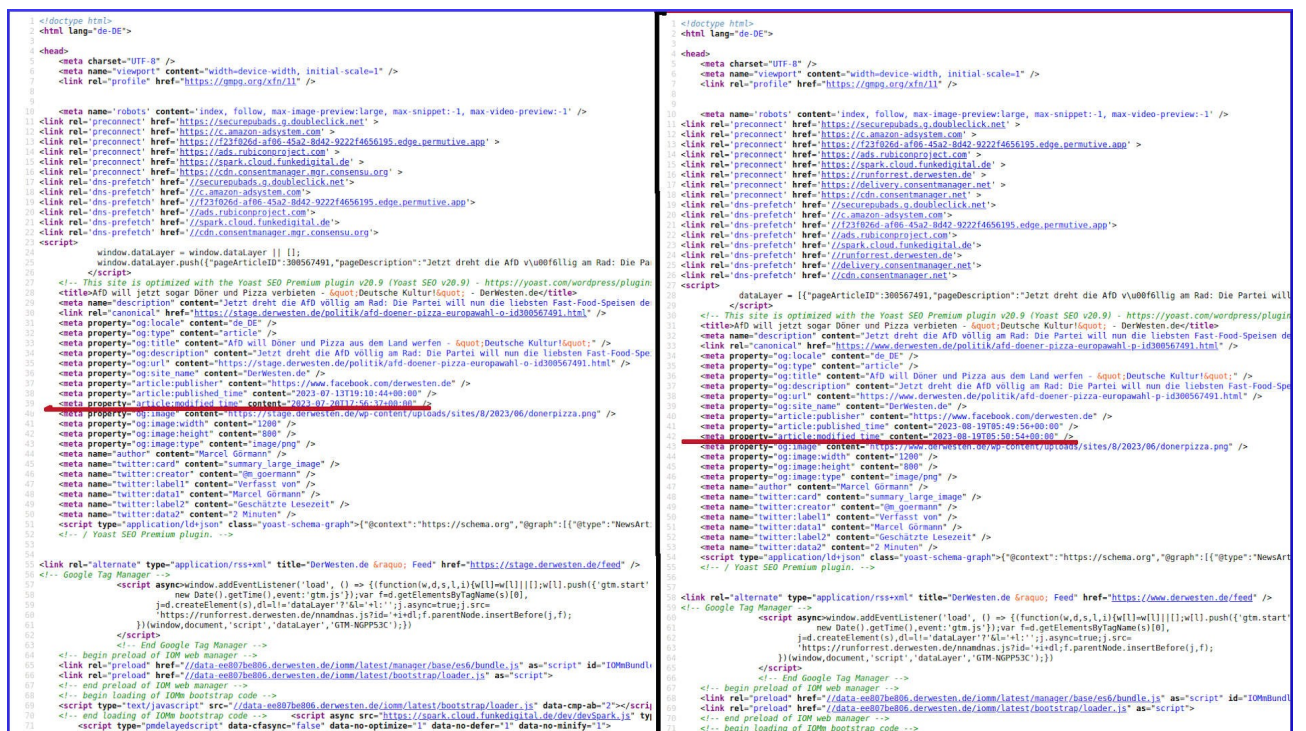 1 <!doctype html>
2 <html lang="de-DE">
3
4 <head>
5 <meta charset="UTF-8" />
6 <meta name="viewport" content="width=device-width, initial-scale=1" />
7 <link rel="profile" href="https://gmpg.org/xfn/11" />
8
9
10 <meta name='robots' content='index, follow, max-image-preview:large, max-snippet:-1, max-video-preview:-1' />
11 <link rel='preconnect' href='https://securepubads.g.doubleclick.net' >
12 <link rel='preconnect' href='https://c.amazon-adsystem.com' >
13 <link rel='preconnect' href='https://f23f026d-af06-45a2-8d42-9222f4656195.edge.permutive.app' >
14 <link rel='preconnect' href='https://ads.rubiconproject.com' >
15 <link rel='preconnect' href='https://spark.cloud.funkedigital.de' >
16 <link rel='preconnect' href='https://cdn.consentmanager.mgr.consensu.org' >
17 <link rel='dns-prefetch' href='//securepubads.g.doubleclick.net'>
18 <link rel='dns-prefetch' href='//c.amazon-adsystem.com'>
19 <link rel='dns-prefetch' href='//f23f026d-af06-45a2-8d42-9222f4656195.edge.permutive.app'>
20 <link rel='dns-prefetch' href='//ads.rubiconproject.com'>
21 <link rel='dns-prefetch' href='//spark.cloud.funkedigital.de'>
22 <link rel='dns-prefetch' href='//cdn.consentmanager.mgr.consensu.org'>
23 <script>
24 window.dataLayer = window.dataLayer || [];
25 window.dataLayer.push({"pageArticleID":300567491,"pageDescription":"Jetzt dreht die AfD v\u00f6llig am Rad: Die Pa
26 </script>
27 <!-- This site is optimized with the Yoast SEO Premium plugin v20.9 (Yoast SEO v20.9) - https://yoast.com/wordpress/plugin
28 <title>AfD will jetzt sogar Döner und Pizza verbieten - &quot;Deutsche Kultur!&quot; - DerWesten.de</title>
29 <meta name="description" content="Jetzt dreht die AfD völlig am Rad: Die Partei will nun die liebsten Fast-Food-Speisen de
30 <link rel="canonical" href="https://stage.derwesten.de/politik/afd-doener-pizza-europawahl-o-id300567491.html" />
31 <meta property="og:locale" content="de_DE" />
32 <meta property="og:type" content="article" />
33 <meta property="og:title" content="AfD will Döner und Pizza aus dem Land werfen - &quot;Deutsche Kultur!&quot;" />
34 <meta property="og:description" content="Jetzt dreht die AfD völlig am Rad: Die Partei will nun die liebsten Fast-Food-Spe
35 <meta property="og:url" content="https://stage.derwesten.de/politik/afd-doener-pizza-europawahl-o-id300567491.html" />
36 <meta property="og:site_name" content="DerWesten.de" />
37 <meta property="article:publisher" content="https://www.facebook.com/derwesten.de" />
38 <meta property="article:published_time" content="2023-07-13T19:10:44+00:00" />
39 <meta property="article:modified_time" content="2023-07-20T17:56:37+00:00" />
40 <meta property="og:image" content="https://stage.derwesten.de/wp-content/uploads/sites/8/2023/06/donerpizza.png" />
41 <meta property="og:image:width" content="1200" />
42 <meta property="og:image:height" content="800" />
43 <meta property="og:image:type" content="image/png" />
44 <meta name="author" content="Marcel Görmann" />
45 <meta name="twitter:card" content="summary_large_image" />
46 <meta name="twitter:creator" content="@m_goermann" />
47 <meta name="twitter:label1" content="Verfasst von" />
48 <meta name="twitter:data1" content="Marcel Görmann" />
49 <meta name="twitter:label2" content="Geschätzte Lesezeit" />
50 <meta name="twitter:data2" content="2 Minuten" />
51 <script type="application/ld+json" class="yoast-schema-graph">{"@context":"https://schema.org","@graph":[{"@type":"NewsArt
52 <!-- / Yoast SEO Premium plugin. -->
53
54
55 <link rel="alternate" type="application/rss+xml" title="DerWesten.de &raquo; Feed" href="https://stage.derwesten.de/feed" />
56 <!-- Google Tag Manager -->
57 <script async>window.addEventListener('load', () => {(function(w,d,s,l,i){w[l]=w[l]||[];w[l].push({'gtm.start'
58 new Date().getTime(),event:'gtm.js'});var f=d.getElementsByTagName(s)[0],
59 j=d.createElement(s),dl=l!='dataLayer'?'&l='+l:'';j.async=true;j.src=
60 'https://runforrest.derwesten.de/nnamdnas.js?id='+i+dl;f.parentNode.insertBefore(j,f);
61 })(window,document,'script','dataLayer','GTM-NGPP53C');})
62 </script>
63 <!-- End Google Tag Manager -->
64 <!-- begin preload of IOM web manager -->
65 <link rel="preload" href="//data-ee807be806.derwesten.de/iomm/latest/manager/base/es6/bundle.js" as="script" id="IOMmBundle
66 <link rel="preload" href="//data-ee807be806.derwesten.de/iomm/latest/bootstrap/loader.js" as="script">
67 <!-- end preload of IOM web manager -->
68 <!-- begin loading of IOMm bootstrap code -->
69 <script type="text/javascript" src="//data-ee807be806.derwesten.de/iomm/latest/bootstrap/loader.js" data-cmp-ab="2"></scrip
70 <!-- end loading of IOMm bootstrap code --> <script async src="https://spark.cloud.funkedigital.de/dev/devSpark.js" typ
71 <script type="pmdelayedscript" data-cfasync="false" data-no-optimize="1" data-no-defer="1" data-no-minify="1">
1 <!doctype html>
2 <html lang="de-DE">
3
4 <head>
5 <meta charset="UTF-8" />
6 <meta name="viewport" content="width=device-width, initial-scale=1" />
7 <link rel="profile" href="https://gmpg.org/xfn/11" />
8
9
10 <meta name='robots' content='index, follow, max-image-preview:large, max-snippet:-1, max-video-preview:-1' />
11 <link rel='preconnect' href='https://securepubads.g.doubleclick.net' >
12 <link rel='preconnect' href='https://c.amazon-adsystem.com' >
13 <link rel='preconnect' href='https://f23f026d-af06-45a2-8d42-9222f4656195.edge.permutive.app' >
14 <link rel='preconnect' href='https://ads.rubiconproject.com' >
15 <link rel='preconnect' href='https://spark.cloud.funkedigital.de' >
16 <link rel='preconnect' href='https://runforrest.derwesten.de' >
17 <link rel='preconnect' href='https://delivery.consentmanager.net' >
18 <link rel='preconnect' href='https://cdn.consentmanager.net' >
19 <link rel='dns-prefetch' href='//securepubads.g.doubleclick.net'>
20 <link rel='dns-prefetch' href='//c.amazon-adsystem.com'>
21 <link rel='dns-prefetch' href='//f23f026d-af06-45a2-8d42-9222f4656195.edge.permutive.app'>
22 <link rel='dns-prefetch' href='//ads.rubiconproject.com'>
23 <link rel='dns-prefetch' href='//spark.cloud.funkedigital.de'>
24 <link rel='dns-prefetch' href='//runforrest.derwesten.de'>
25 <link rel='dns-prefetch' href='//delivery.consentmanager.net'>
26 <link rel='dns-prefetch' href='//cdn.consentmanager.net'>
27 <script>
28 dataLayer = [{"pageArticleID":300567491,"pageDescription":"Jetzt dreht die AfD v\u00f6llig am Rad: Die Partei will
29 </script>
30 <!-- This site is optimized with the Yoast SEO Premium plugin v20.9 (Yoast SEO v20.9) - https://yoast.com/wordpress/plugin
31 <title>AfD will jetzt sogar Döner und Pizza verbieten - &quot;Deutsche Kultur!&quot; - DerWesten.de</title>
32 <meta name="description" content="Jetzt dreht die AfD völlig am Rad: Die Partei will nun die liebsten Fast-Food-Speisen de
33 <link rel="canonical" href="https://www.derwesten.de/politik/afd-doener-pizza-europawahl-p-id300567491.html" />
34 <meta property="og:locale" content="de_DE" />
35 <meta property="og:type" content="article" />
36 <meta property="og:title" content="AfD will Döner und Pizza aus dem Land werfen - &quot;Deutsche Kultur!&quot;" />
37 <meta property="og:description" content="Jetzt dreht die AfD völlig am Rad: Die Partei will nun die liebsten Fast-Food-Spe
38 <meta property="og:url" content="https://www.derwesten.de/politik/afd-doener-pizza-europawahl-p-id300567491.html" />
39 <meta property="og:site_name" content="DerWesten.de" />
40 <meta property="article:publisher" content="https://www.facebook.com/derwesten.de" />
41 <meta property="article:published_time" content="2023-08-19T05:49:56+00:00" />
42 <meta property="article:modified_time" content="2023-08-19T05:50:54+00:00" />
43 <meta property="og:image" content="https://www.derwesten.de/wp-content/uploads/sites/8/2023/06/donerpizza.png" />
44 <meta property="og:image:width" content="1200" />
45 <meta property="og:image:height" content="800" />
46 <meta property="og:image:type" content="image/png" />
47 <meta name="author" content="Marcel Görmann" />
48 <meta name="twitter:card" content="summary_large_image" />
49 <meta name="twitter:creator" content="@m_goermann" />
50 <meta name="twitter:label1" content="Verfasst von" />
51 <meta name="twitter:data1" content="Marcel Görmann" />
52 <meta name="twitter:label2" content="Geschätzte Lesezeit" />
53 <meta name="twitter:data2" content="2 Minuten" />
54 <script type="application/ld+json" class="yoast-schema-graph">{"@context":"https://schema.org","@graph":[{"@type":"NewsArt
55 <!-- / Yoast SEO Premium plugin. -->
56
57
58 <link rel="alternate" type="application/rss+xml" title="DerWesten.de &raquo; Feed" href="https://www.derwesten.de/feed" />
59 <!-- Google Tag Manager -->
60 <script async>window.addEventListener('load', () => {(function(w,d,s,l,i){w[l]=w[l]||[];w[l].push({'gtm.start'
61 new Date().getTime(),event:'gtm.js'});var f=d.getElementsByTagName(s)[0],
62 j=d.createElement(s),dl=l!='dataLayer'?'&l='+l:'';j.async=true;j.src=
63 'https://runforrest.derwesten.de/nnamdnas.js?id='+i+dl;f.parentNode.insertBefore(j,f);
64 })(window,document,'script','dataLayer','GTM-NGPP53C');})
65 </script>
66 <!-- End Google Tag Manager -->
67 <!-- begin preload of IOM web manager -->
68 <link rel="preload" href="//data-ee807be806.derwesten.de/iomm/latest/manager/base/es6/bundle.js" as="script" id="IOMmBundl
69 <link rel="preload" href="//data-ee807be806.derwesten.de/iomm/latest/bootstrap/loader.js" as="script">
70 <!-- end preload of IOM web manager -->
71 <!-- begin loading of IOMm bootstrap code -->